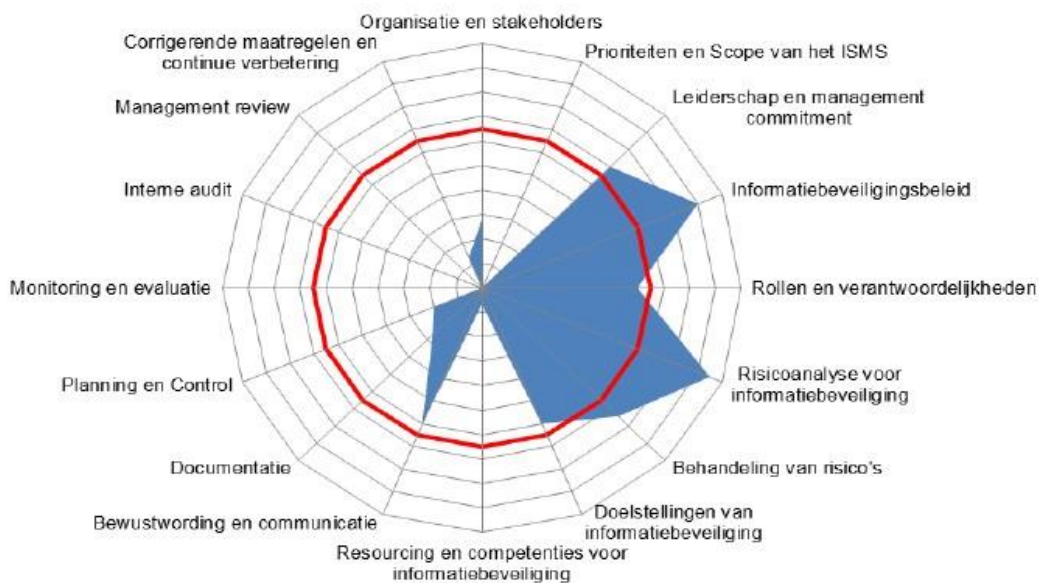 Organisatie en stakeholders
Prioriteiten en Scope van het ISMS
Leiderschap en management
commitment
Informatiebeveiligingsbeleid
Rollen en verantwoordelijkheden
Risicoanalyse voor
informatiebeveiliging
Behandeling van risico's
Doelstellingen van
informatiebeveiliging
Resourcing en competenties voor
informatiebeveiliging
Bewustwording en communicatie
Documentatie
Planning en Control
Monitoring en evaluatie
Interne audit
Management review
Corrigerende maatregelen en
continue verbetering